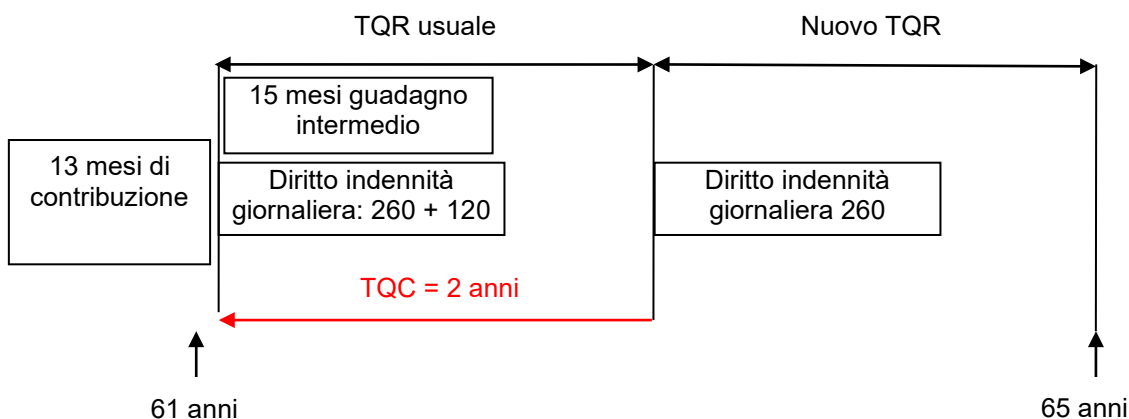 TQR usuale
Nuovo TQR
15 mesi guadagno
intermedio
13 mesi di
contribuzione
Diritto indennità
giornaliera: 260 + 120
Diritto indennità
giornaliera 260
TQC = 2 anni
61 anni
65 anni